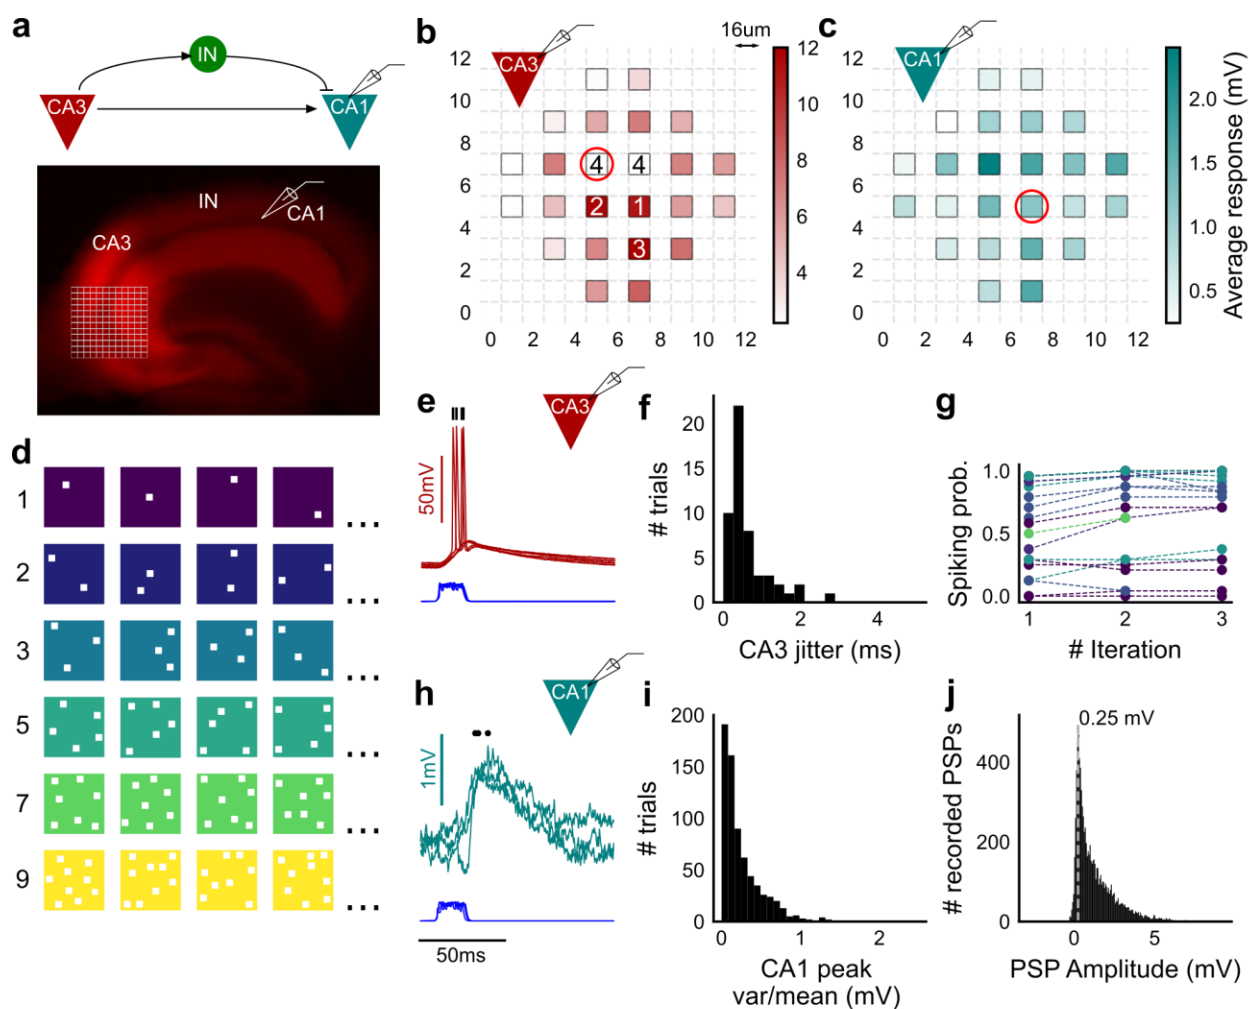 a
IN
CA3
CA1
IN
CA1
CA3
b
CA3
16um
12
10
8
6
4
2
0
0 2 4 6 8 10 12
4 4
2 1
3
12
10
8
6
4
c
CA1
12
10
8
6
4
2
0
0 2 4 6 8 10 12
2.0
1.5
1.0
0.5
Average response (mV)
d
1 ...
2 ...
3 ...
5 ...
7 ...
9 ...
e
CA3
50mV
f
# trials
20
15
10
5
0
0 2 4
CA3 jitter (ms)
g
Spiking prob.
1.0
0.5
0.0
1 2 3
# Iteration
h
CA1
1mV
50ms
i
# trials
200
150
100
50
0
0 1 2
CA1 peak
var/mean (mV)
j
0.25 mV
# recorded PSPs
400
200
0
0 5
PSP Amplitude (mV)